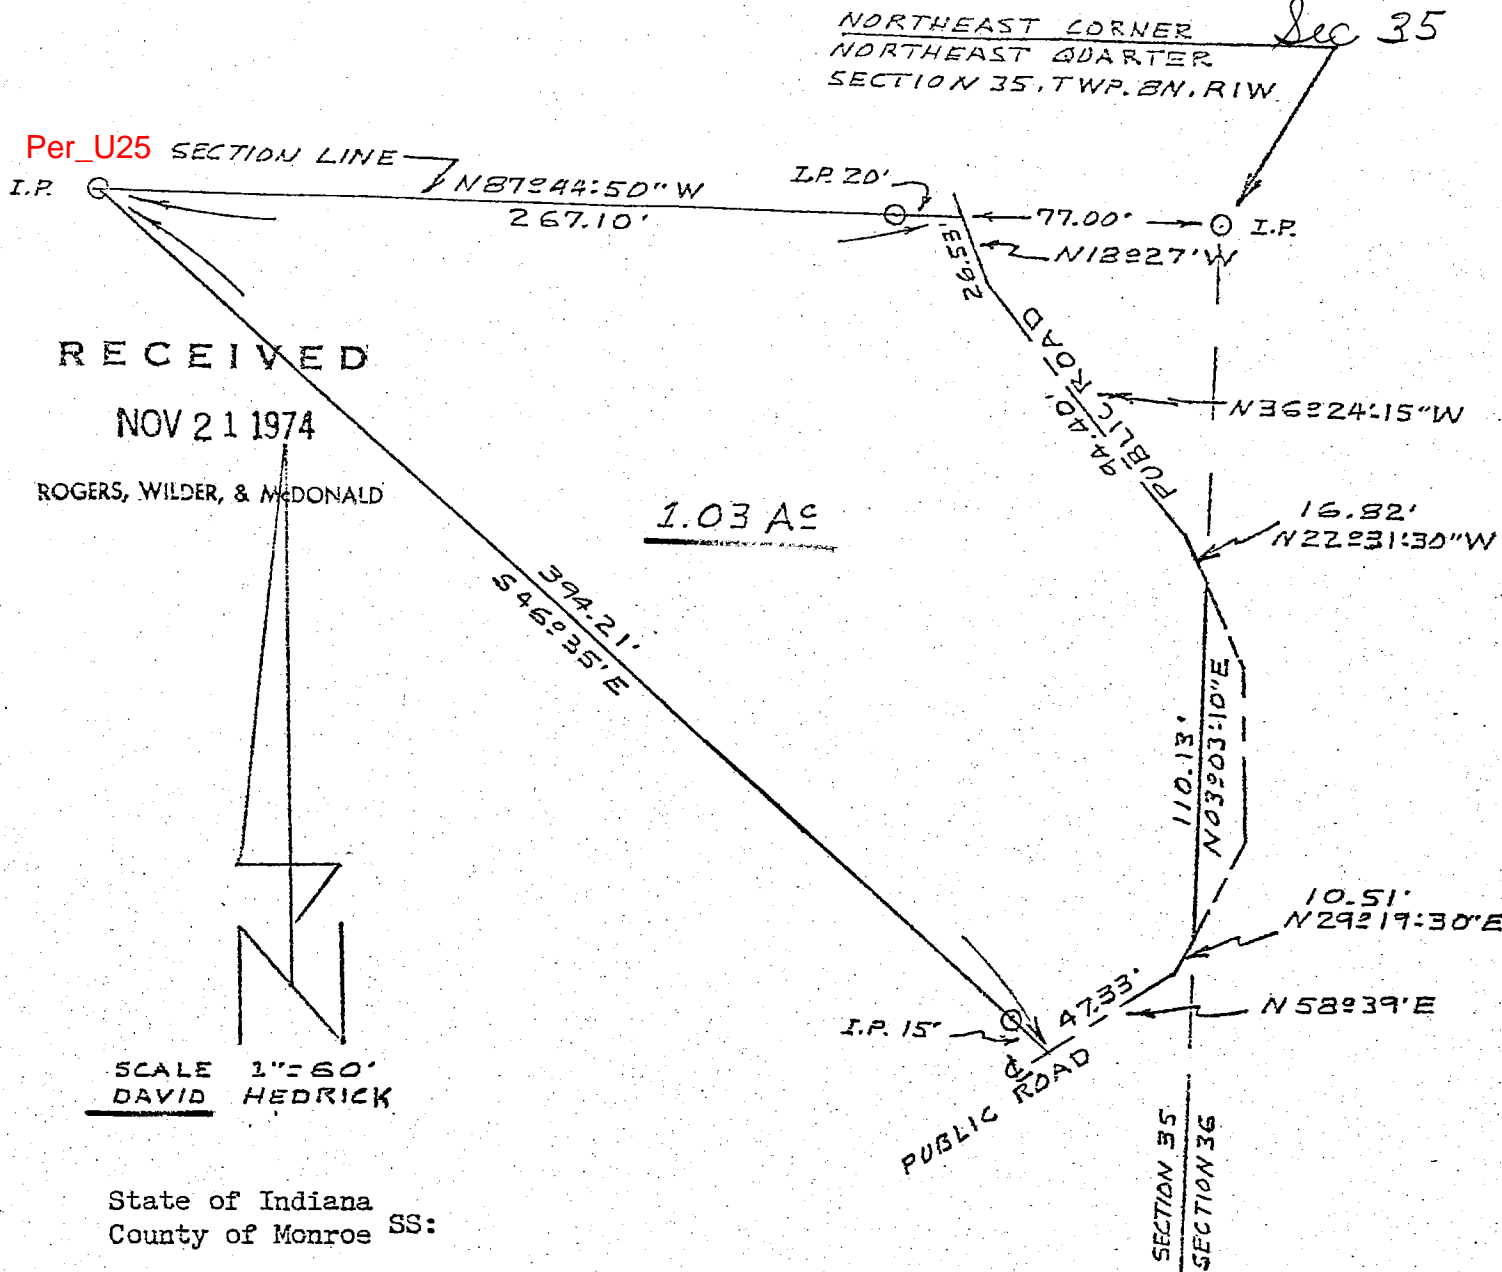 NORTHEAST CORNER Sec 35
NORTHEAST QUARTER
SECTION 35, TWP. 8N. R1W
Per_U25 SECTION LINE
I.P.
N87°44'50"W
267.10'
I.P. 20'
77.00'
I.P.
26.53'
N18°27'W
PUBLIC ROAD
94.40'
N36°24'15"W
RECEIVED
NOV 21 1974
ROGERS, WILDER, & McDONALD
1.03 Ac
16.82'
N22°31'30"W
394.21'
S46°35'E
110.13'
N03°03'10"E
10.51'
N29°19'30"E
47.33'
N58°39'E
I.P. 15'
℄
PUBLIC ROAD
SCALE 1"=60'
DAVID HEDRICK
SECTION 35
SECTION 36
State of Indiana
County of Monroe SS: